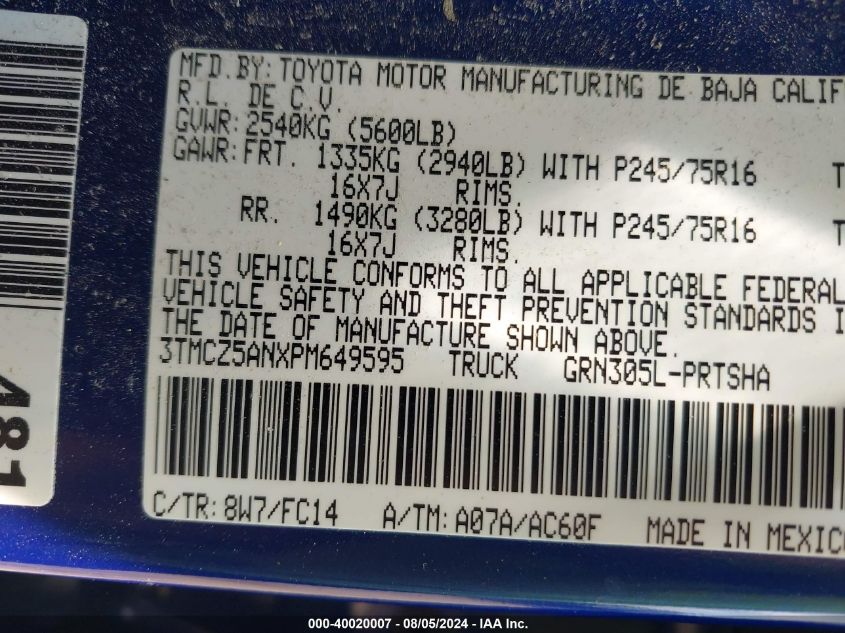 MFD.BY: TOYOTA MOTOR MANUFACTURING DE BAJA CALIF
R.L. DE C.V.
GVWR: 2540KG (5600LB)
GAWR: FRT. 1335KG (2940LB) WITH P245/75R16 T
16X7J RIMS.
RR. 1490KG (3280LB) WITH P245/75R16 T
16X7J RIMS.
THIS VEHICLE CONFORMS TO ALL APPLICABLE FEDERAL
VEHICLE SAFETY AND THEFT PREVENTION STANDARDS I
THE DATE OF MANUFACTURE SHOWN ABOVE.
3TMCZ5ANXPM649595 TRUCK GRN305L-PRTSHA
C/TR: 8W7/FC14 A/TM: A07A/AC60F MADE IN MEXICO
481
000-40020007 - 08/05/2024 - IAA Inc.